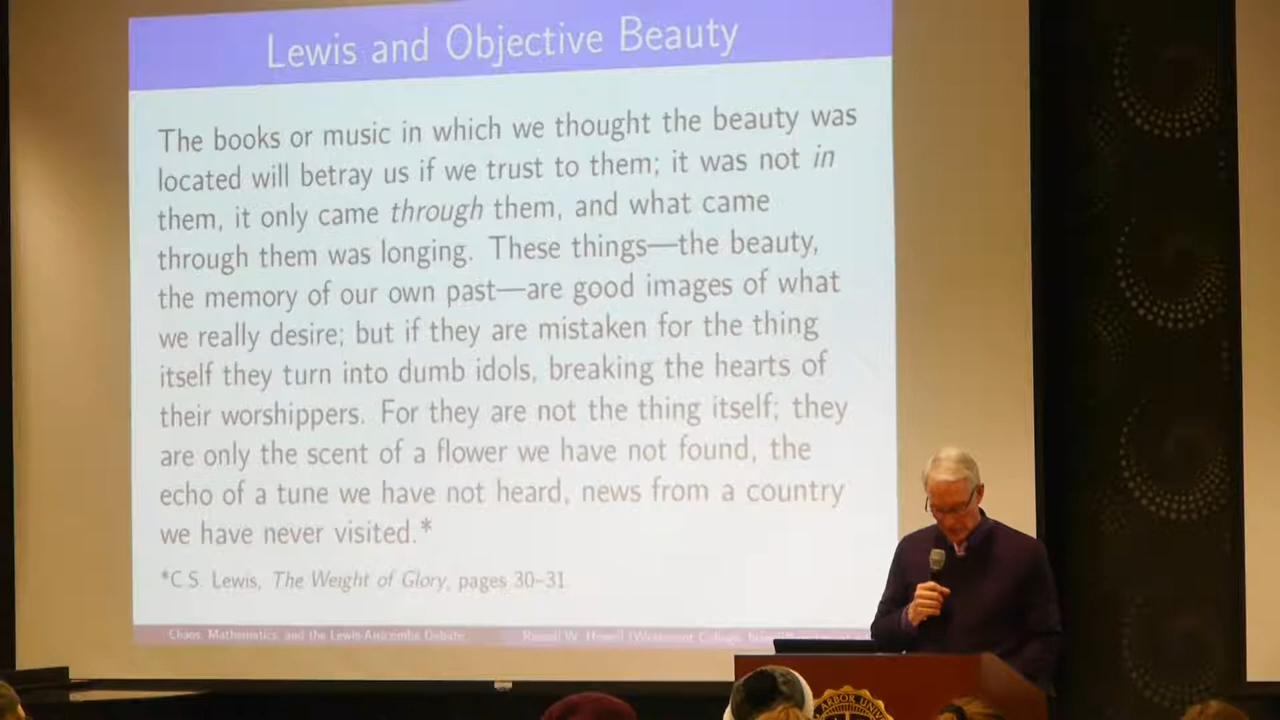 Lewis and Objective Beauty
The books or music in which we thought the beauty was
located will betray us if we trust to them; it was not in
them, it only came through them, and what came
through them was longing. These things—the beauty,
the memory of our own past—are good images of what
we really desire; but if they are mistaken for the thing
itself they turn into dumb idols, breaking the hearts of
their worshippers. For they are not the thing itself; they
are only the scent of a flower we have not found, the
echo of a tune we have not heard, news from a country
we have never visited.*
*C.S. Lewis, The Weight of Glory, pages 30–31
Chaos, Mathematics, and the Lewis-Anscombe Debate
Russell W. Howell (Westmont College,
ARBOR